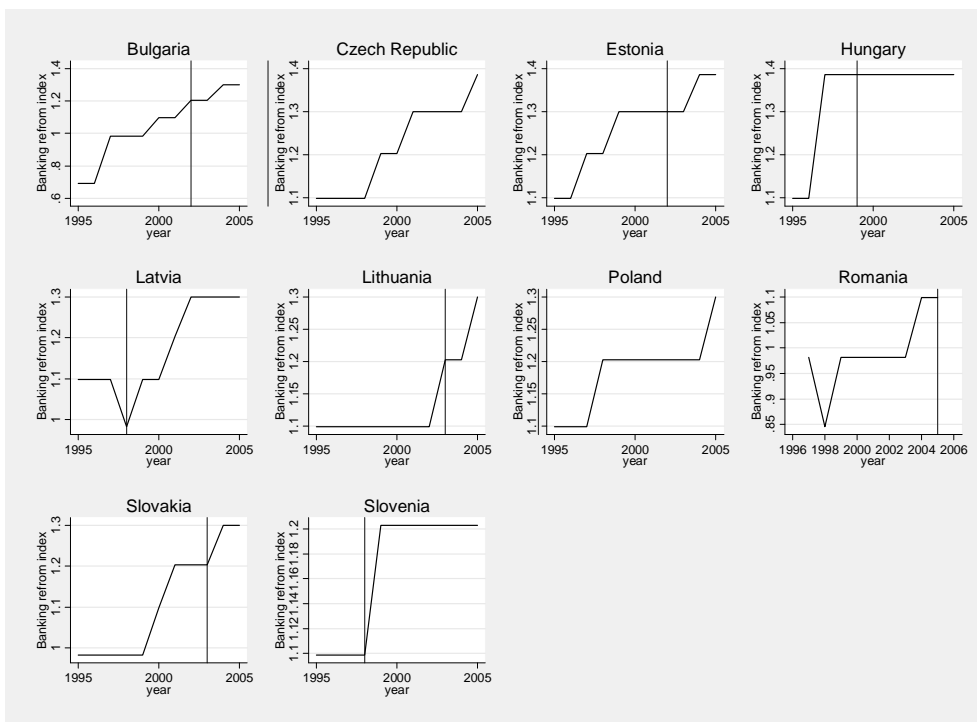 Bulgaria
Banking refrom index
.6 .8 1 1.2 1.4
1995 2000 2005
year
Czech Republic
Banking refrom index
1.1 1.2 1.3 1.4
1995 2000 2005
year
Estonia
Banking refrom index
1.1 1.2 1.3 1.4
1995 2000 2005
year
Hungary
Banking refrom index
1.1 1.2 1.3 1.4
1995 2000 2005
year
Latvia
Banking refrom index
1 1.1 1.2 1.3
1995 2000 2005
year
Lithuania
Banking refrom index
1.1 1.15 1.2 1.25 1.3
1995 2000 2005
year
Poland
Banking refrom index
1.1 1.15 1.2 1.25 1.3
1995 2000 2005
year
Romania
Banking refrom index
.85 .9 .95 1 1.05 1.1
1996 1998 2000 2002 2004 2006
year
Slovakia
Banking refrom index
1 1.1 1.2 1.3
1995 2000 2005
year
Slovenia
Banking refrom index
1.1 1.12 1.14 1.16 1.18 1.2
1995 2000 2005
year